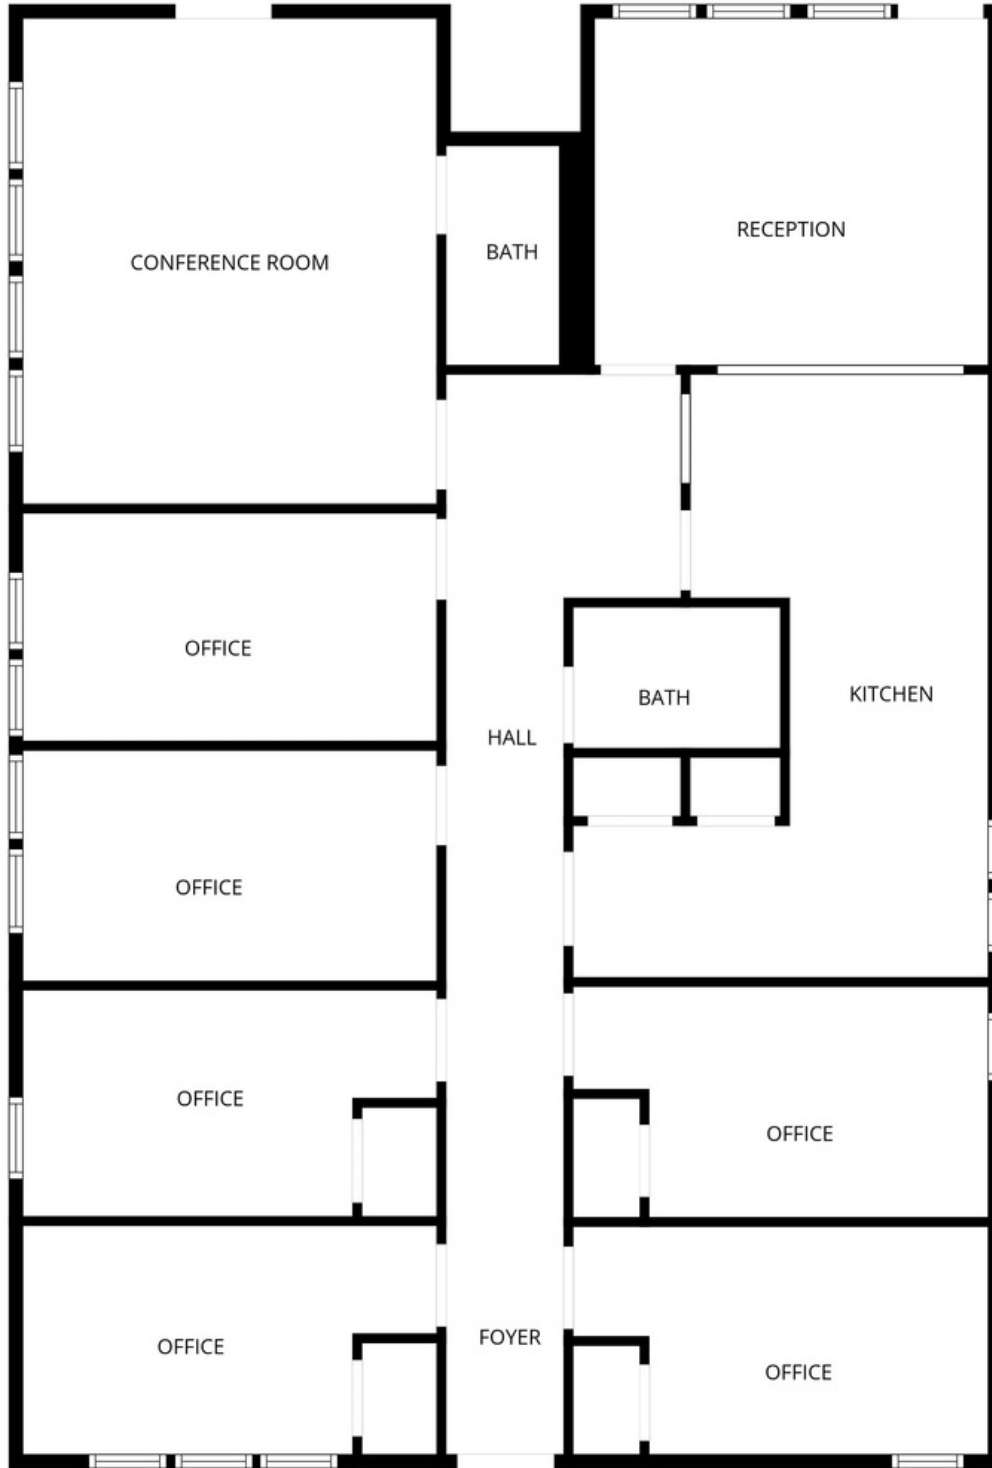 RECEPTION
BATH
CONFERENCE ROOM
OFFICE
KITCHEN
BATH
HALL
OFFICE
OFFICE
OFFICE
FOYER
OFFICE
OFFICE